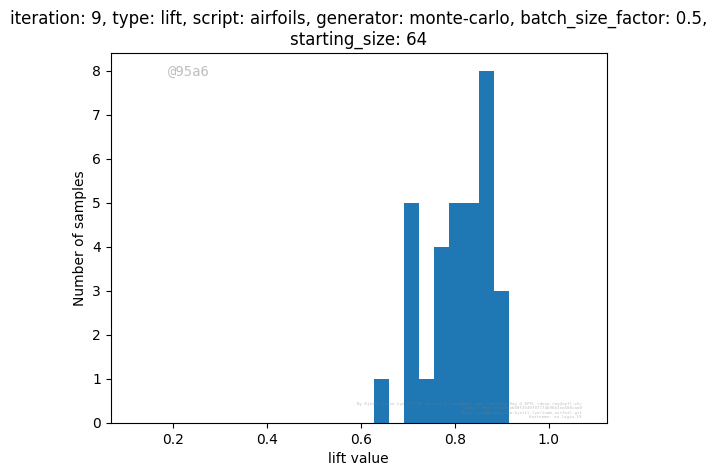 iteration: 9, type: lift, script: airfoils, generator: monte-carlo, batch_size_factor: 0.5,
starting_size: 64
@95a6
8
7
6
5
4
3
2
1
0
Number of samples
0.2 0.4 0.6 0.8 1.0
lift value